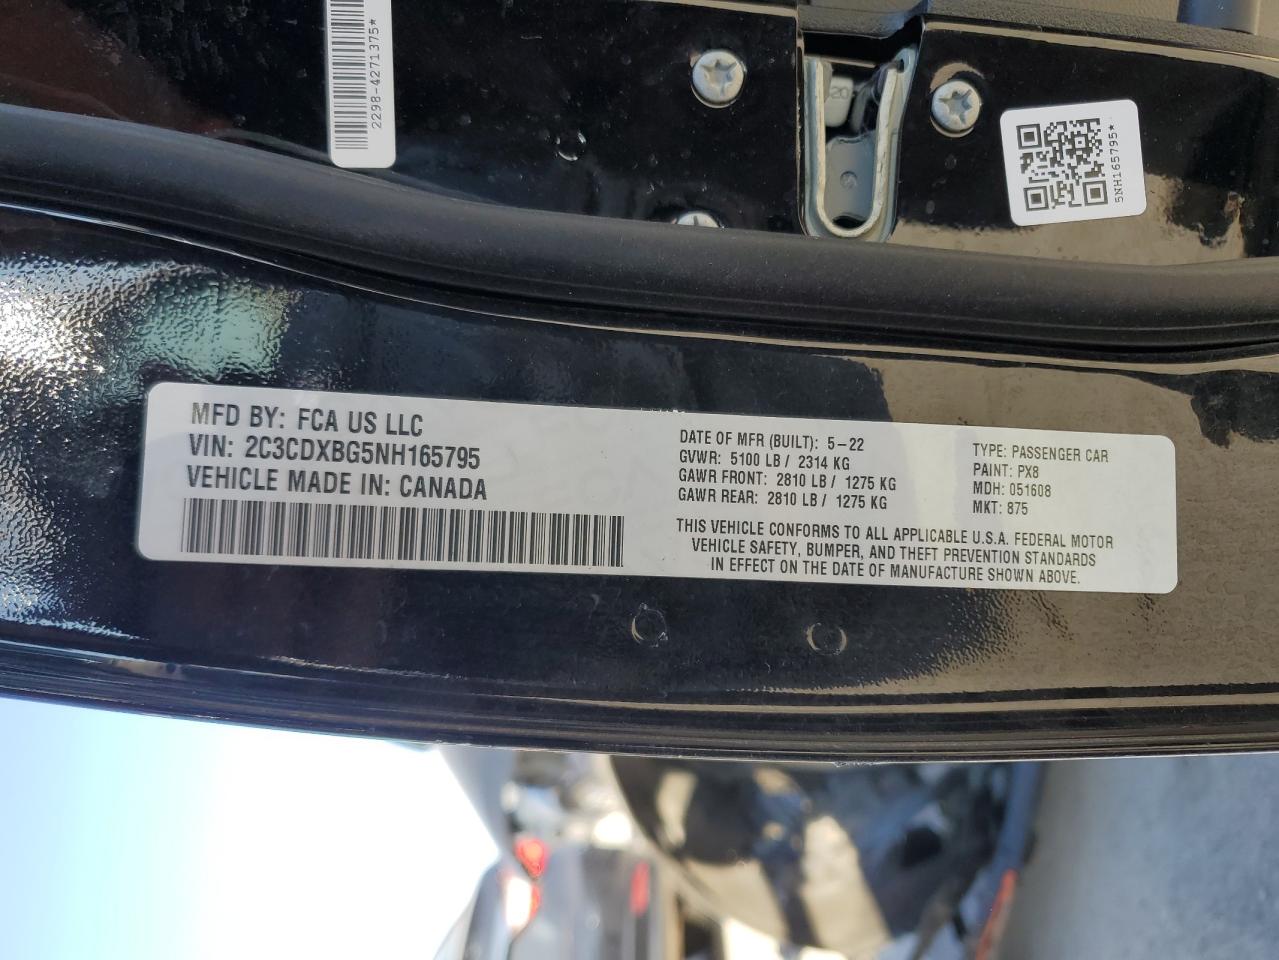 2298-4271375*
20
5NH165795*
MFD BY: FCA US LLC
VIN: 2C3CDXBG5NH165795
VEHICLE MADE IN: CANADA
DATE OF MFR (BUILT): 5-22
GVWR: 5100 LB / 2314 KG
GAWR FRONT: 2810 LB / 1275 KG
GAWR REAR: 2810 LB / 1275 KG
TYPE: PASSENGER CAR
PAINT: PX8
MDH: 051608
MKT: 875
THIS VEHICLE CONFORMS TO ALL APPLICABLE U.S.A. FEDERAL MOTOR
VEHICLE SAFETY, BUMPER, AND THEFT PREVENTION STANDARDS
IN EFFECT ON THE DATE OF MANUFACTURE SHOWN ABOVE.